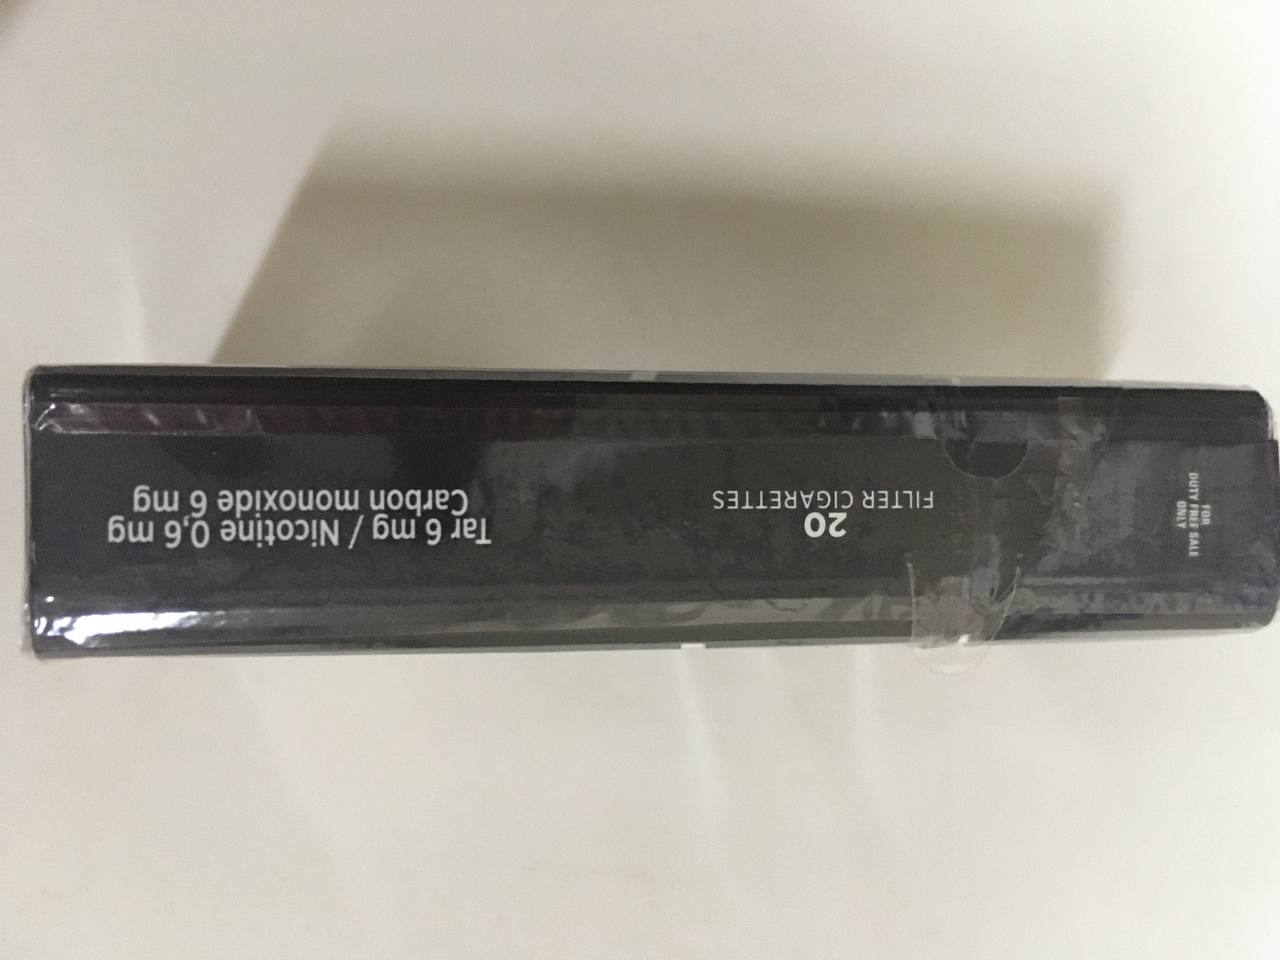 Tar 6 mg / Nicotine 0,6 mg
Carbon monoxide 6 mg
20
FILTER CIGARETTES
FOR
DUTY FREE SALE
ONLY